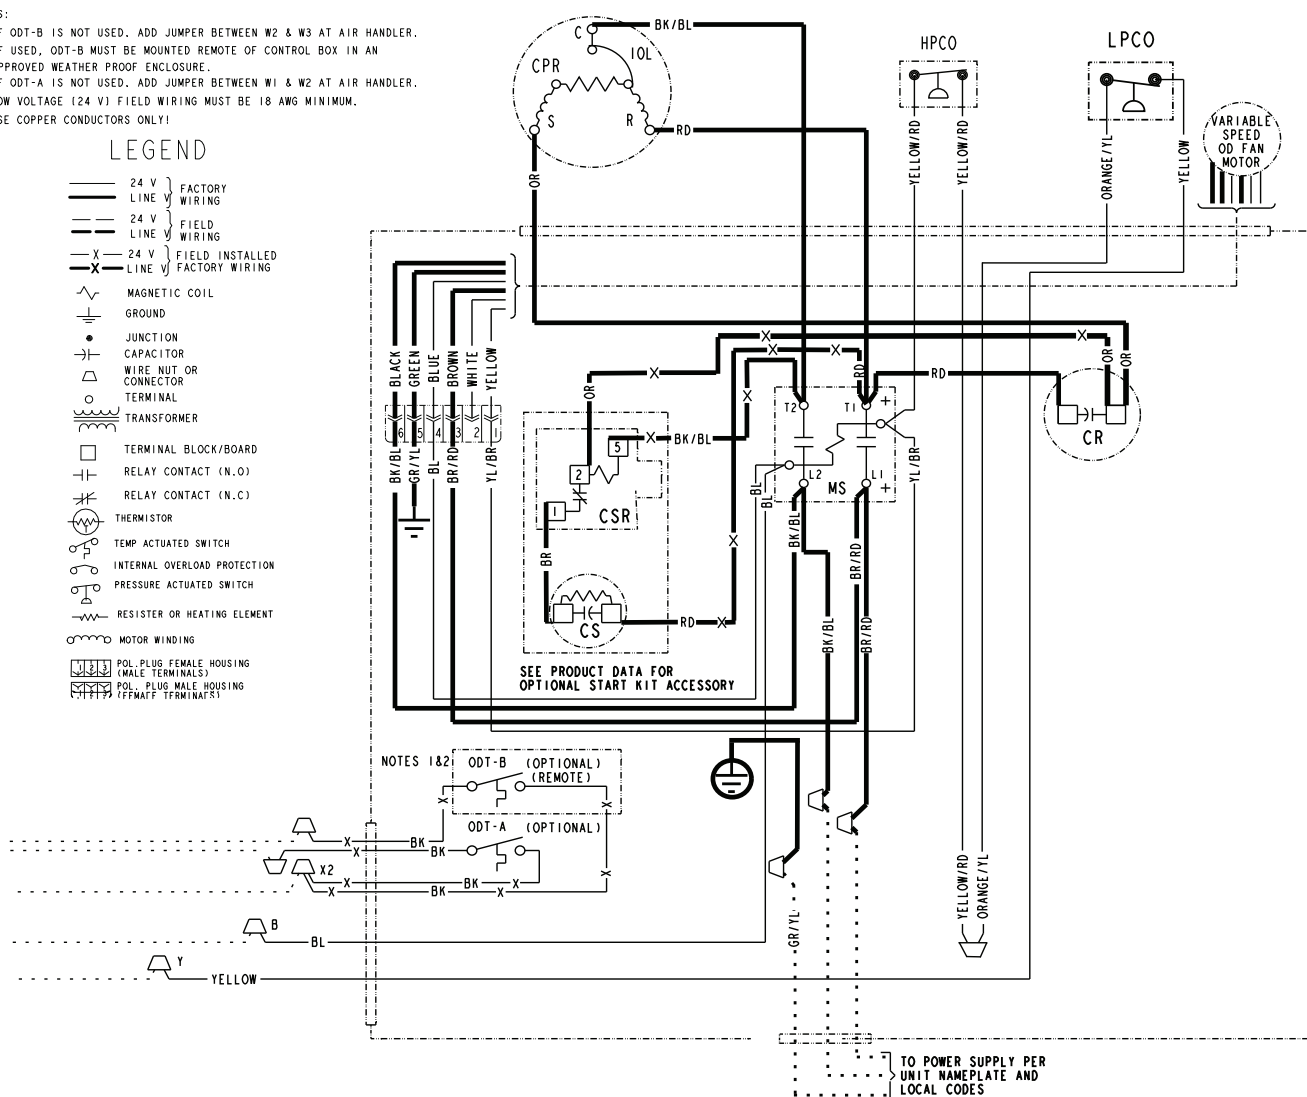 S:
F ODT-B IS NOT USED. ADD JUMPER BETWEEN W2 & W3 AT AIR HANDLER.
F USED, ODT-B MUST BE MOUNTED REMOTE OF CONTROL BOX IN AN
PPROVED WEATHER PROOF ENCLOSURE.
F ODT-A IS NOT USED. ADD JUMPER BETWEEN W1 & W2 AT AIR HANDLER.
OW VOLTAGE (24 V) FIELD WIRING MUST BE 18 AWG MINIMUM.
SE COPPER CONDUCTORS ONLY!
LEGEND
24 V
LINE V
FACTORY
WIRING
24 V
LINE V
FIELD
WIRING
X 24 V
X LINE V
FIELD INSTALLED
FACTORY WIRING
MAGNETIC COIL
GROUND
JUNCTION
CAPACITOR
WIRE NUT OR
CONNECTOR
TERMINAL
TRANSFORMER
TERMINAL BLOCK/BOARD
RELAY CONTACT (N.O)
RELAY CONTACT (N.C)
THERMISTOR
TEMP ACTUATED SWITCH
INTERNAL OVERLOAD PROTECTION
PRESSURE ACTUATED SWITCH
RESISTER OR HEATING ELEMENT
MOTOR WINDING
1 2 3
POL.PLUG FEMALE HOUSING
(MALE TERMINALS)
POL. PLUG MALE HOUSING
(FEMALE TERMINALS)
C
BK/BL
IOL
CPR
S
R
RD
OR
HPCO
YELLOW/RD
YELLOW/RD
LPCO
ORANGE/YL
YELLOW
VARIABLE
SPEED
OD FAN
MOTOR
BLACK
GREEN
BLUE
BROWN
WHITE
YELLOW
6 5 4 3 2 1
BK/BL
GR/YL
BL
BR/RD
YL/BR
X
X
X
X
X
OR
RD
RD
OR
OR
CR
X
X BK/BL
5
2
1
CSR
BR
CS
RD X
X
T2
T1
+
L2
L1
+
MS
BL
BL
BK/BL
BR/RD
YL/BR
BK/BL
BR/RD
SEE PRODUCT DATA FOR
OPTIONAL START KIT ACCESSORY
NOTES 1&2
ODT-B (OPTIONAL)
(REMOTE)
X
X
ODT-A (OPTIONAL)
X BK
X BK
X
X2
X BK X
X BK X
B
BL
Y
YELLOW
GR/YL
YELLOW/RD
ORANGE/YL
TO POWER SUPPLY PER
UNIT NAMEPLATE AND
LOCAL CODES